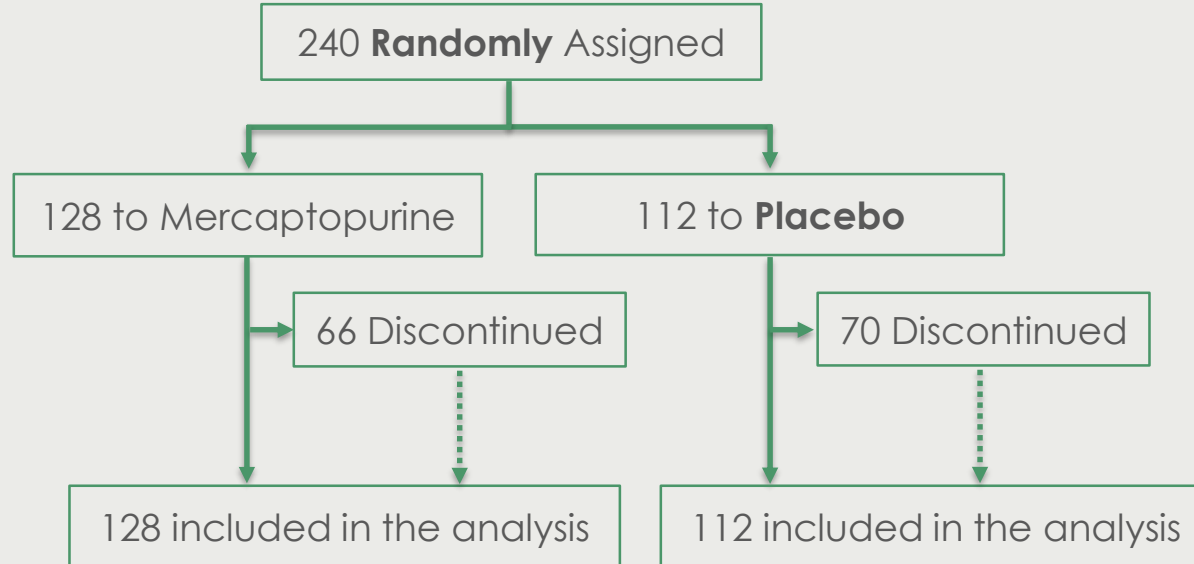 240 Randomly Assigned
128 to Mercaptopurine
112 to Placebo
66 Discontinued
70 Discontinued
128 included in the analysis
112 included in the analysis